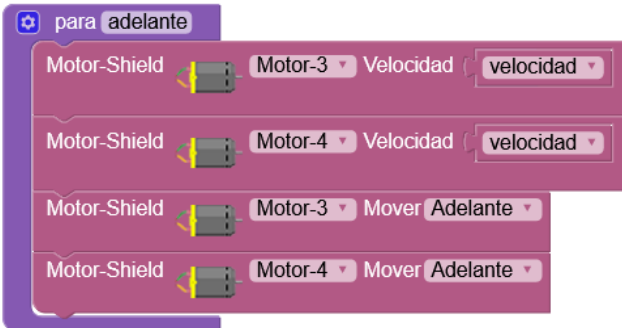 para adelante
Motor-Shield Motor-3 Velocidad velocidad
Motor-Shield Motor-4 Velocidad velocidad
Motor-Shield Motor-3 Mover Adelante
Motor-Shield Motor-4 Mover Adelante